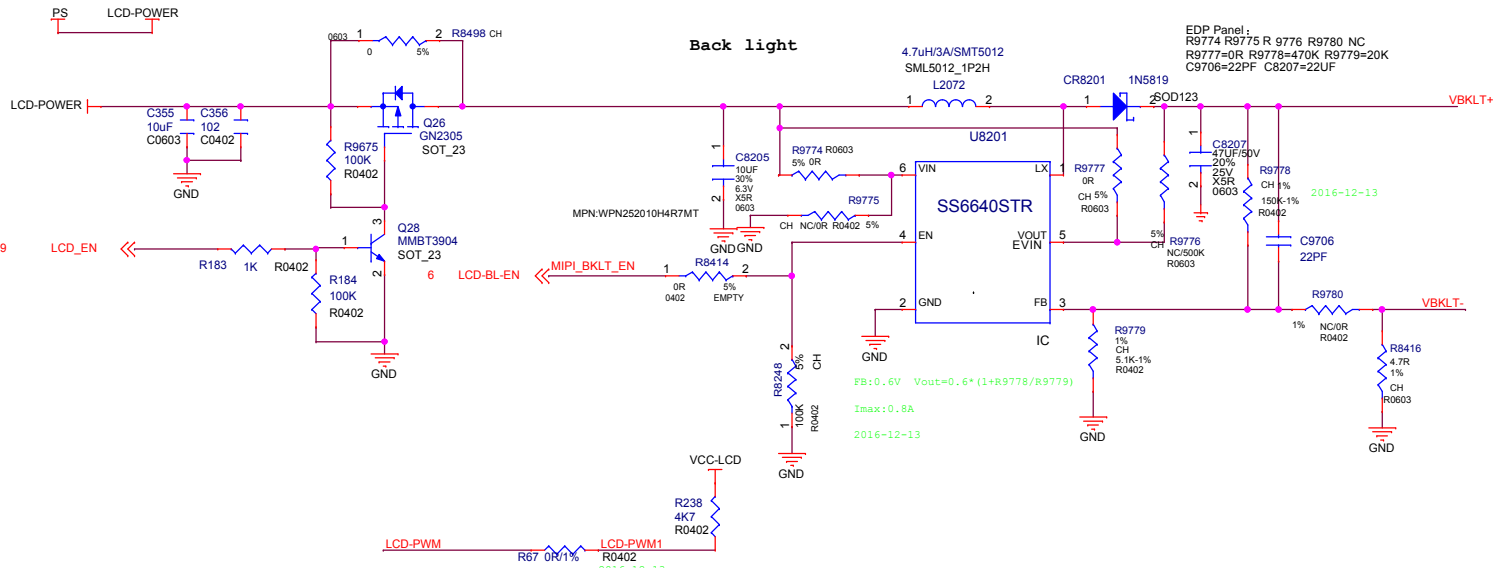 PS LCD-POWER
0603 1 2 R8498 CH
0 5%
Back light
4.7uH/3A/SMT5012
SML5012_1P2H
L2072
1 2
EDP Panel :
R9774 R9775 R 9776 R9780 NC
R9777=0R R9778=470K R9779=20K
C9706=22PF C8207=22UF
CR8201 1N5819
1 2
SOD123
LCD-POWER
VBKLT+
C355
10uF
C0603
C356
102
C0402
GND
R9675
100K
R0402
Q26
GN2305
SOT_23
1
C8205
10UF
30%
6.3V
X5R
0603
2
GND
R9774 R0603
5% 0R
R9775
CH NC/0R R0402 5%
GND
MPN:WPN252010H4R7MT
U8201
SS6640STR
6 VIN
LX 1
4 EN
VOUT
EVIN 5
2 GND
FB 3
IC
GND
R9777
0R
CH 5%
R0603
5%
CH
R9776
NC/500K
R0603
1
C8207
47UF/50V
20%
25V
X5R
0603
2
R9778
CH 1%
150K-1%
R0402
2016-12-13
C9706
22PF
9 LCD_EN
R183 1K R0402
R184
100K
R0402
3
Q28
MMBT3904
SOT_23
1
2
GND
6 LCD-BL-EN
MIPI_BKLT_EN
1 R8414 2
0R 5%
0402 EMPTY
2
5%
CH
R8248
100K
R0402
1
GND
FB:0.6V Vout=0.6*(1+R9778/R9779)
Imax:0.8A
2016-12-13
R9779
1%
CH
5.1K-1%
R0402
GND
R9780
1% NC/0R
R0402
VBKLT-
R8416
4.7R
1%
CH
R0603
GND
VCC-LCD
R238
4K7
R0402
LCD-PWM
LCD-PWM1
R67 0R/1% R0402
2016-12-13